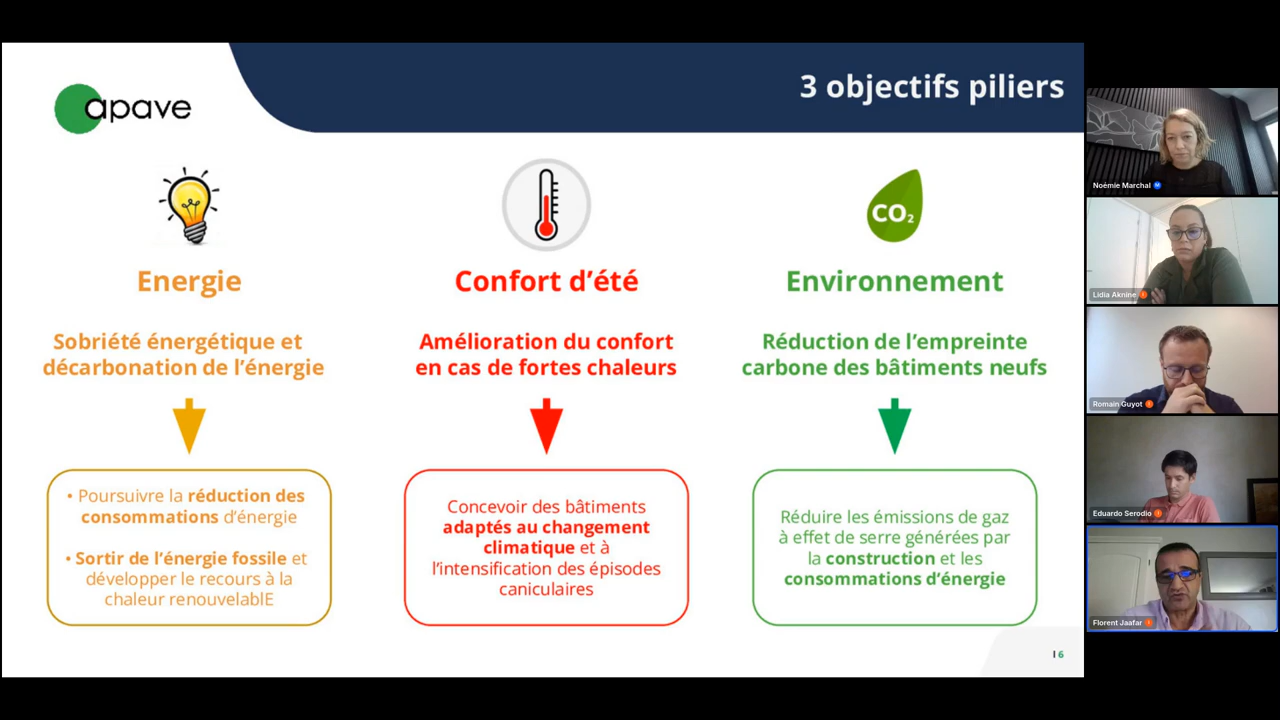 3 objectifs piliers
apave
CO₂
Energie
Sobriété énergétique et
décarbonation de l'énergie
• Poursuivre la réduction des
consommations d'énergie
• Sortir de l'énergie fossile et
développer le recours à la
chaleur renouvelablE
Confort d'été
Amélioration du confort
en cas de fortes chaleurs
Concevoir des bâtiments
adaptés au changement
climatique et à
l'intensification des épisodes
caniculaires
Environnement
Réduction de l'empreinte
carbone des bâtiments neufs
Réduire les émissions de gaz
à effet de serre générées par
la construction et les
consommations d'énergie
I 6
Noémie Marchal
Lidia Aknine
Romain Guyot
Eduardo Serodio
Florent Jaafar